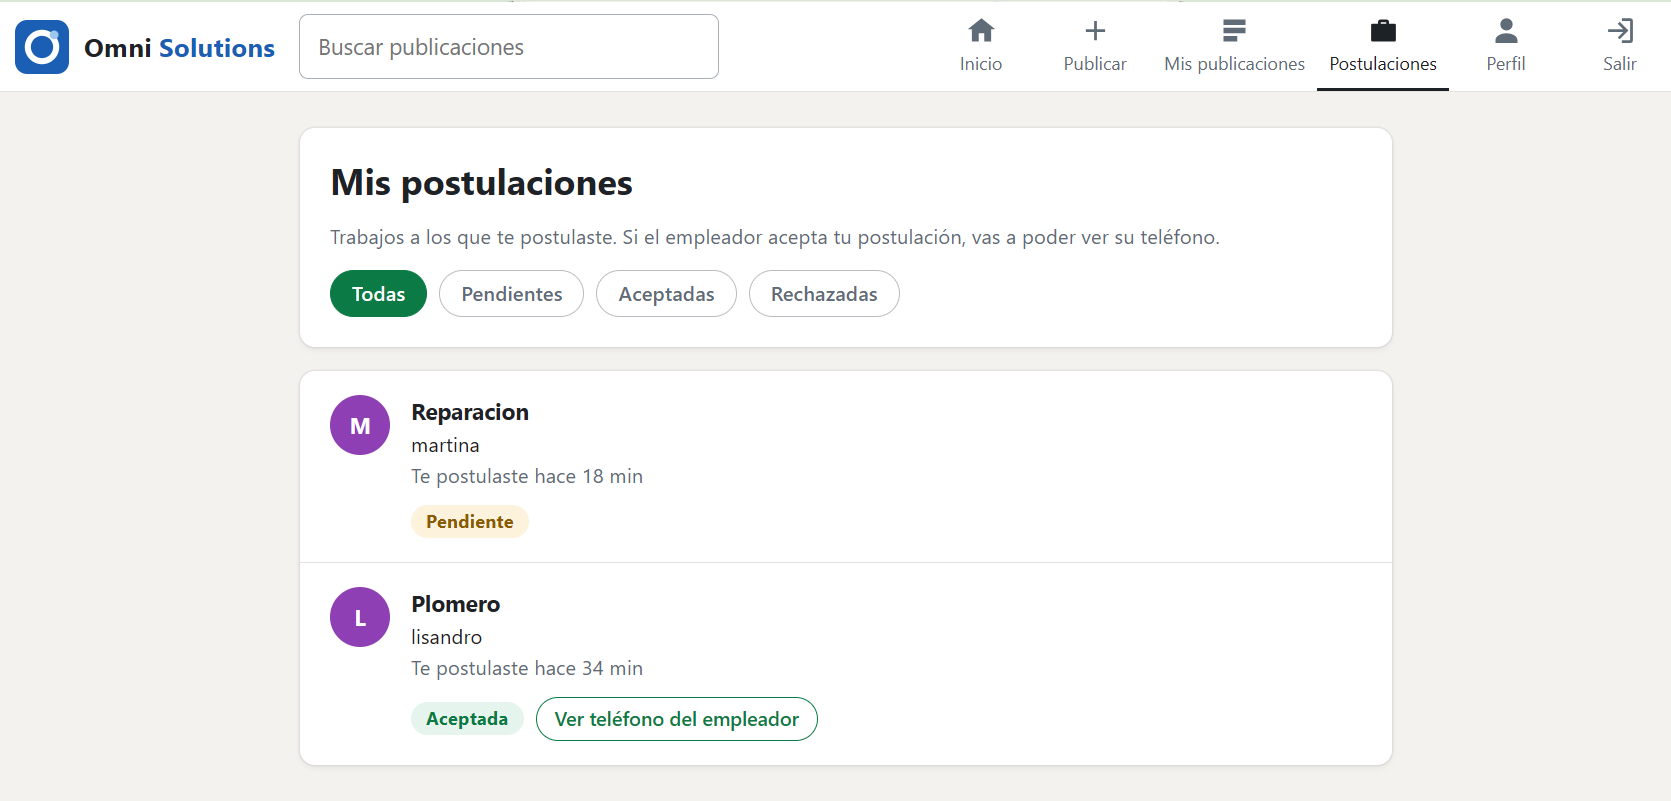 Omni Solutions
Buscar publicaciones
Inicio
Publicar
Mis publicaciones
Postulaciones
Perfil
Salir
Mis postulaciones
Trabajos a los que te postulaste. Si el empleador acepta tu postulación, vas a poder ver su teléfono.
Todas
Pendientes
Aceptadas
Rechazadas
M
Reparacion
martina
Te postulaste hace 18 min
Pendiente
L
Plomero
lisandro
Te postulaste hace 34 min
Aceptada
Ver teléfono del empleador